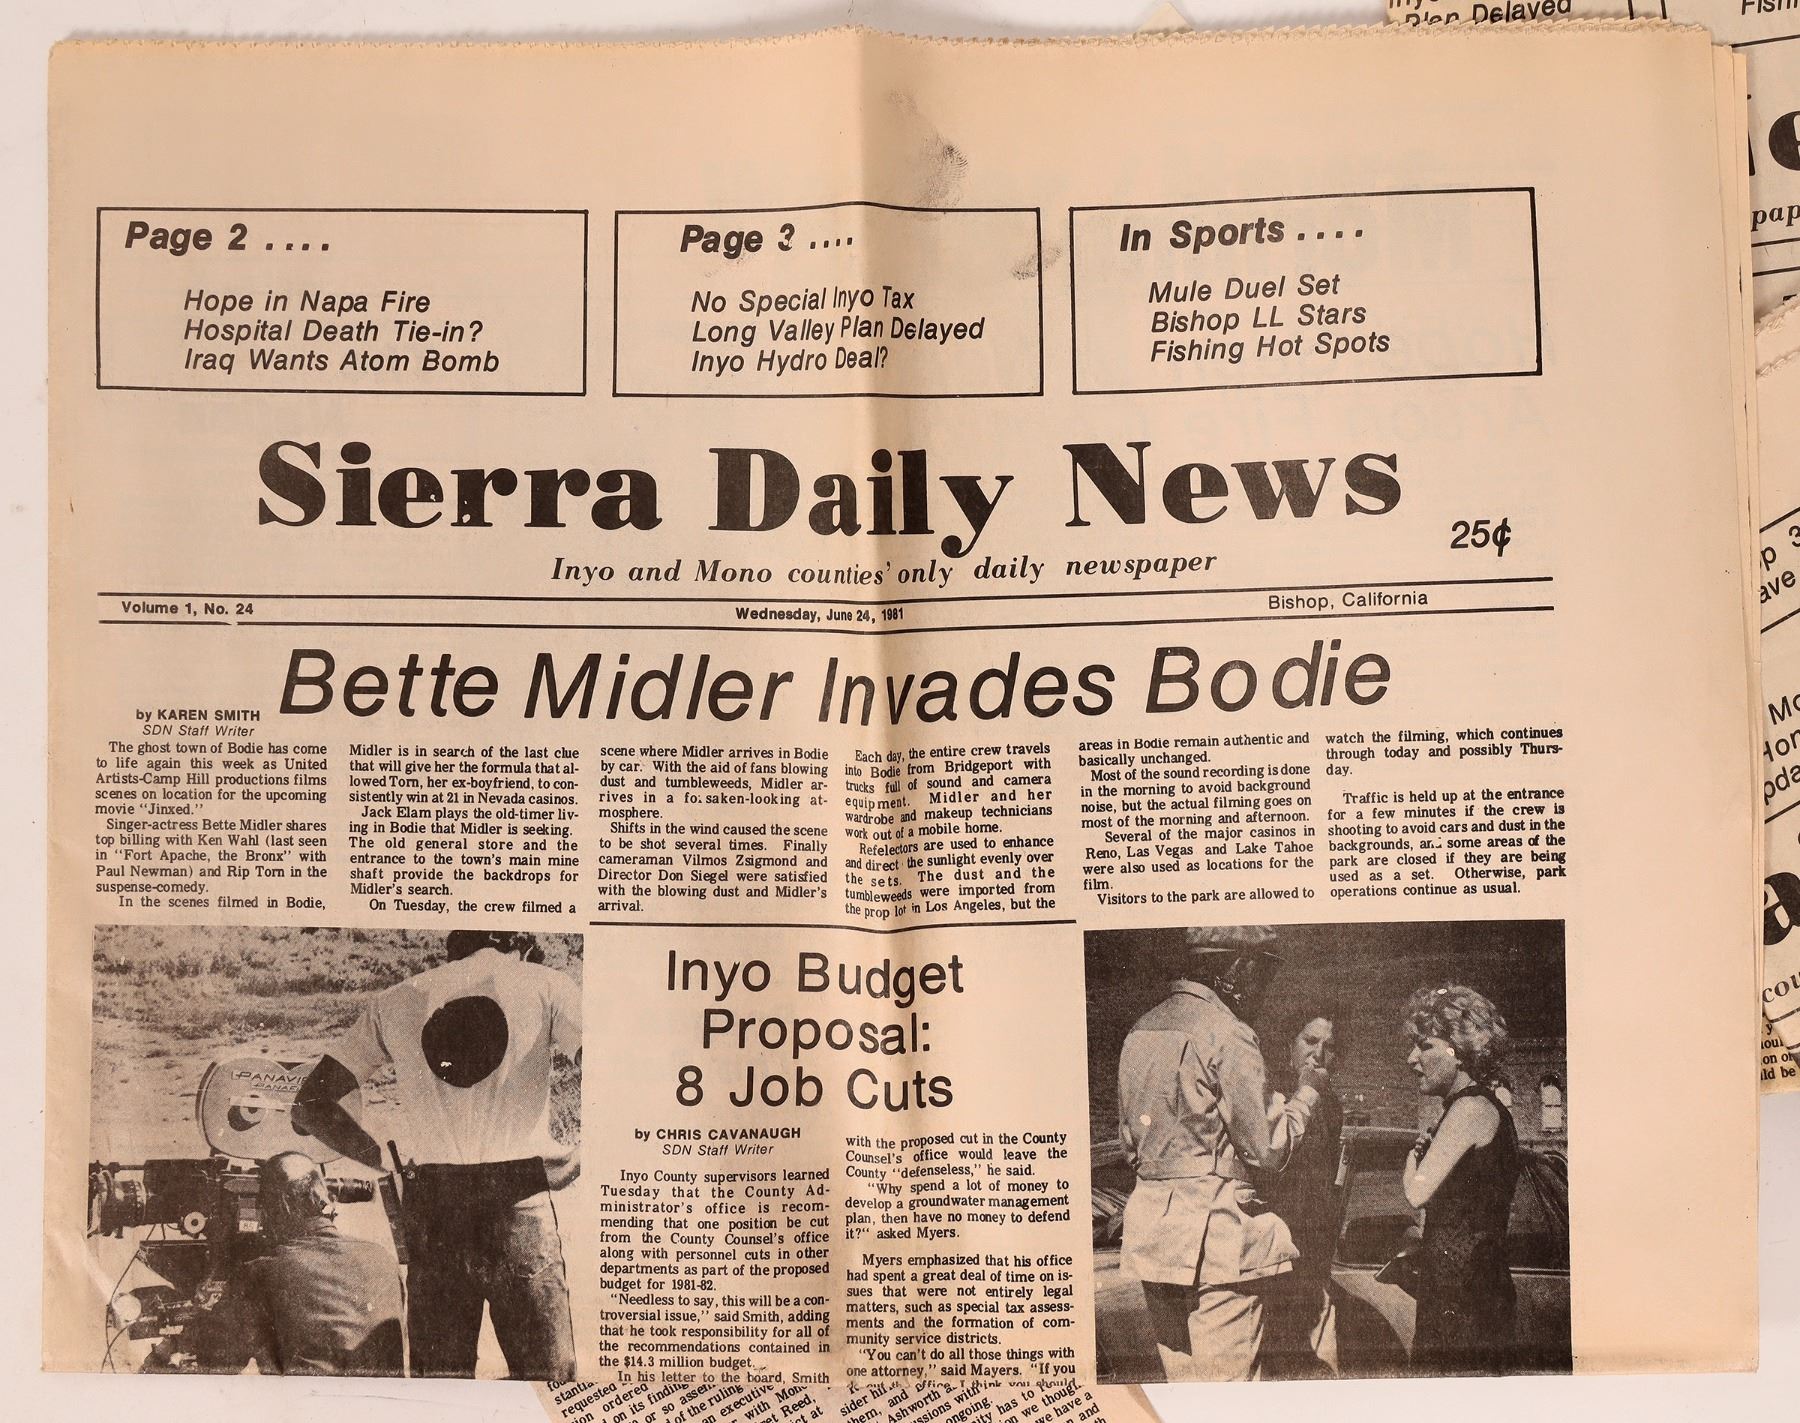 Page 2 ....
Hope in Napa Fire
Hospital Death Tie-in?
Iraq Wants Atom Bomb
Page 3 ....
No Special Inyo Tax
Long Valley Plan Delayed
Inyo Hydro Deal?
In Sports ....
Mule Duel Set
Bishop LL Stars
Fishing Hot Spots
Sierra Daily News
25¢
Inyo and Mono counties' only daily newspaper
Volume 1, No. 24
Wednesday, June 24, 1981
Bishop, California
Bette Midler Invades Bodie
by KAREN SMITH
SDN Staff Writer
The ghost town of Bodie has come
to life again this week as United
Artists-Camp Hill productions films
scenes on location for the upcoming
movie "Jinxed."
Singer-actress Bette Midler shares
top billing with Ken Wahl (last seen
in "Fort Apache, the Bronx" with
Paul Newman) and Rip Torn in the
suspense-comedy.
In the scenes filmed in Bodie,
Midler is in search of the last clue
that will give her the formula that al-
lowed Torn, her ex-boyfriend, to con-
sistently win at 21 in Nevada casinos.
Jack Elam plays the old-timer liv-
ing in Bodie that Midler is seeking.
The old general store and the
entrance to the town's main mine
shaft provide the backdrops for
Midler's search.
On Tuesday, the crew filmed a
scene where Midler arrives in Bodie
by car. With the aid of fans blowing
dust and tumbleweeds, Midler ar-
rives in a fo. saken-looking at-
mosphere.
Shifts in the wind caused the scene
to be shot several times. Finally
cameraman Vilmos Zsigmond and
Director Don Siegel were satisfied
with the blowing dust and Midler's
arrival.
Each day, the entire crew travels
into Bodie from Bridgeport with
trucks full of sound and camera
equipment. Midler and her
wardrobe and makeup technicians
work out of a mobile home.
Refelectors are used to enhance
and direct the sunlight evenly over
the sets. The dust and the
tumbleweeds were imported from
the prop lot in Los Angeles, but the
areas in Bodie remain authentic and
basically unchanged.
Most of the sound recording is done
in the morning to avoid background
noise, but the actual filming goes on
most of the morning and afternoon.
Several of the major casinos in
Reno, Las Vegas and Lake Tahoe
were also used as locations for the
film.
Visitors to the park are allowed to
watch the filming, which continues
through today and possibly Thurs-
day.
Traffic is held up at the entrance
for a few minutes if the crew is
shooting to avoid cars and dust in the
backgrounds, an. some areas of the
park are closed if they are being
used as a set. Otherwise, park
operations continue as usual.
PANAVI
PANAF
Inyo Budget
Proposal:
8 Job Cuts
by CHRIS CAVANAUGH
SDN Staff Writer
Inyo County supervisors learned
Tuesday that the County Ad-
ministrator's office is recom-
mending that one position be cut
from the County Counsel's office
along with personnel cuts in other
departments as part of the proposed
budget for 1981-82.
"Needless to say, this will be a con-
troversial issue," said Smith, adding
that he took responsibility for all of
the recommendations contained in
the $14.3 million budget.
In his letter to the board, Smith
with the proposed cut in the County
Counsel's office would leave the
County "defenseless," he said.
"Why spend a lot of money to
develop a groundwater management
plan, then have no money to defend
it?" asked Myers.
Myers emphasized that his office
had spent a great deal of time on is-
sues that were not entirely legal
matters, such as special tax assess-
ments and the formation of com-
munity service districts.
"You can't do all those things with
one attorney," said Mayers. "If you
Plan Delayed